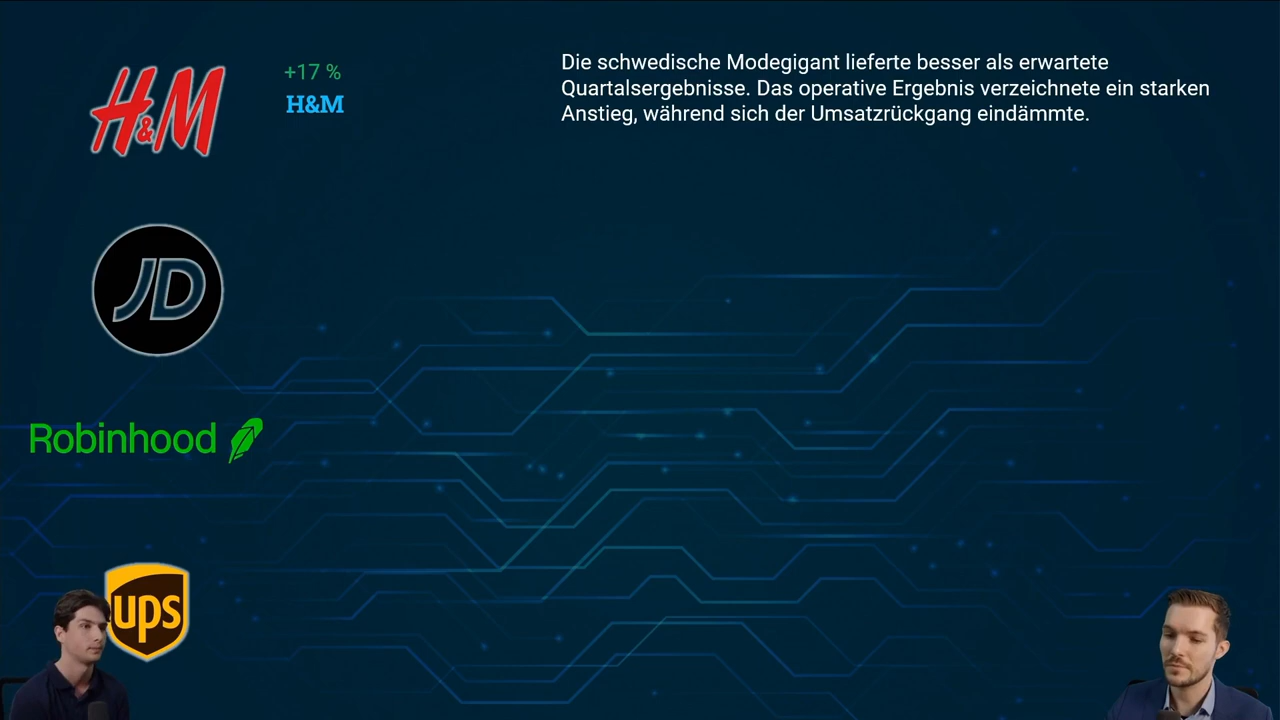 H&M
+17 %
H&M
Die schwedische Modegigant lieferte besser als erwartete
Quartalsergebnisse. Das operative Ergebnis verzeichnete ein starken
Anstieg, während sich der Umsatzrückgang eindämmte.
JD
Robinhood
ups